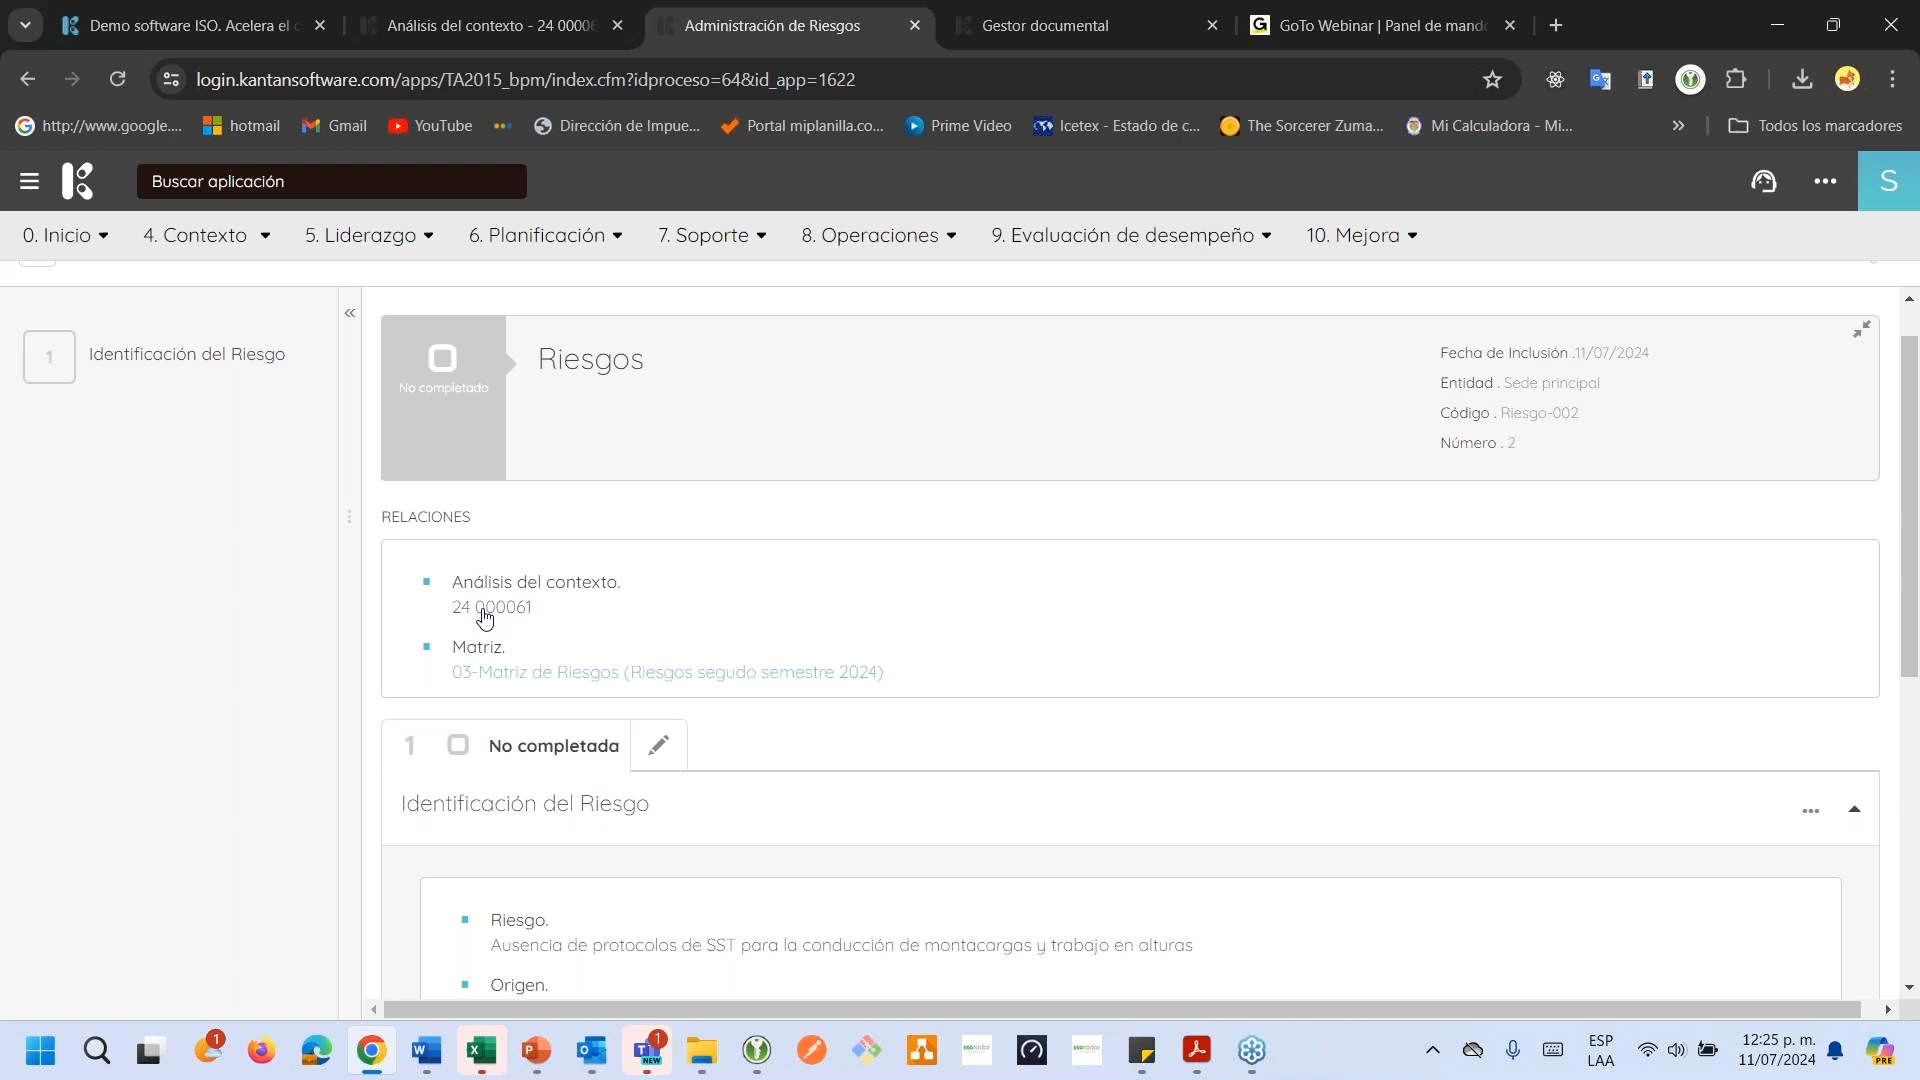 Demo software ISO. Acelera el c
Análisis del contexto - 24 00006
Administración de Riesgos
Gestor documental
GoTo Webinar | Panel de mando
login.kantansoftware.com/apps/TA2015_bpm/index.cfm?idproceso=64&id_app=1622
http://www.google....
hotmail
Gmail
YouTube
Dirección de Impue...
Portal miplanilla.co...
Prime Video
Icetex - Estado de c...
The Sorcerer Zuma...
Mi Calculadora - Mi...
Todos los marcadores
Buscar aplicación
S
0. Inicio
4. Contexto
5. Liderazgo
6. Planificación
7. Soporte
8. Operaciones
9. Evaluación de desempeño
10. Mejora
1 Identificación del Riesgo
No completado
Riesgos
Fecha de Inclusión .11/07/2024
Entidad . Sede principal
Código . Riesgo-002
Número . 2
RELACIONES
Análisis del contexto.
24 000061
Matriz.
03-Matriz de Riesgos (Riesgos segudo semestre 2024)
1 No completada
Identificación del Riesgo
Riesgo.
Ausencia de protocolos de SST para la conducción de montacargas y trabajo en alturas
Origen.
1
1
NEW
ESP
LAA
12:25 p. m.
11/07/2024
PRE